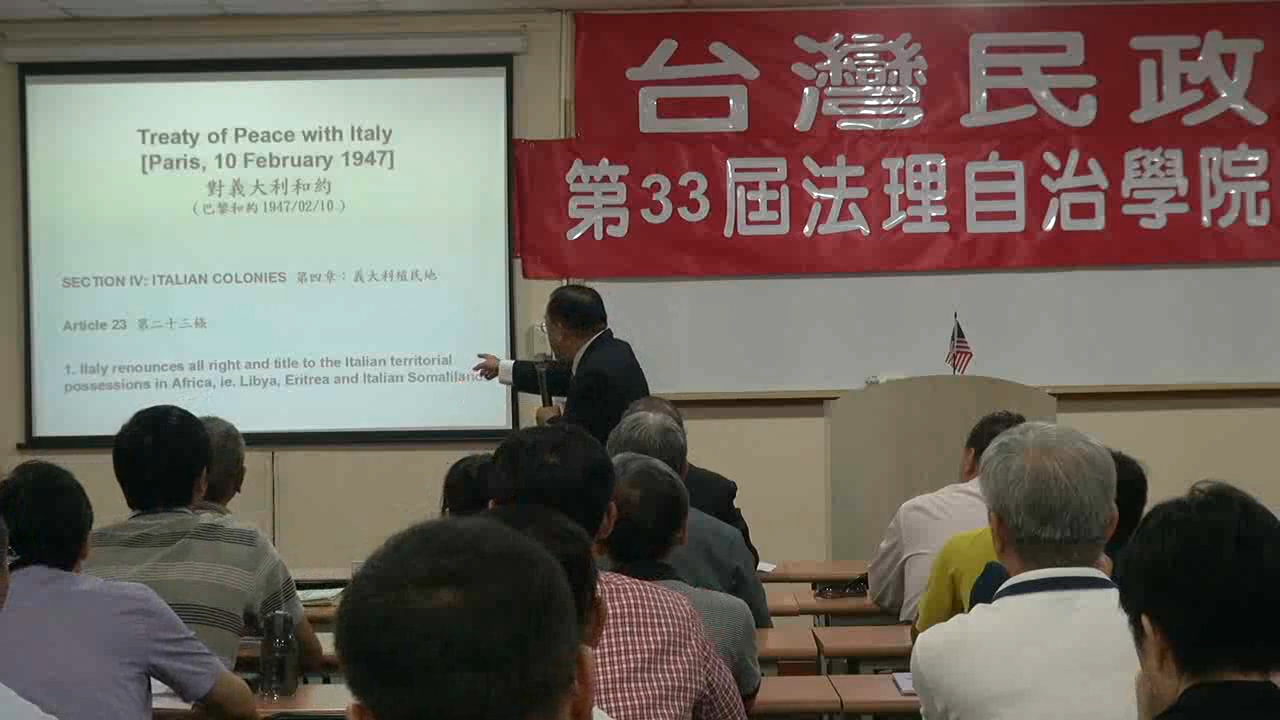 Treaty of Peace with Italy
[Paris, 10 February 1947]
對義大利和約
(巴黎和約 1947/02/10.)
SECTION IV: ITALIAN COLONIES 第四章：義大利殖民地
Article 23 第二十三條
1. Italy renounces all right and title to the Italian territorial
possessions in Africa, ie. Libya, Eritrea and Italian Somaliland
台灣民政
第33屆法理自治學院